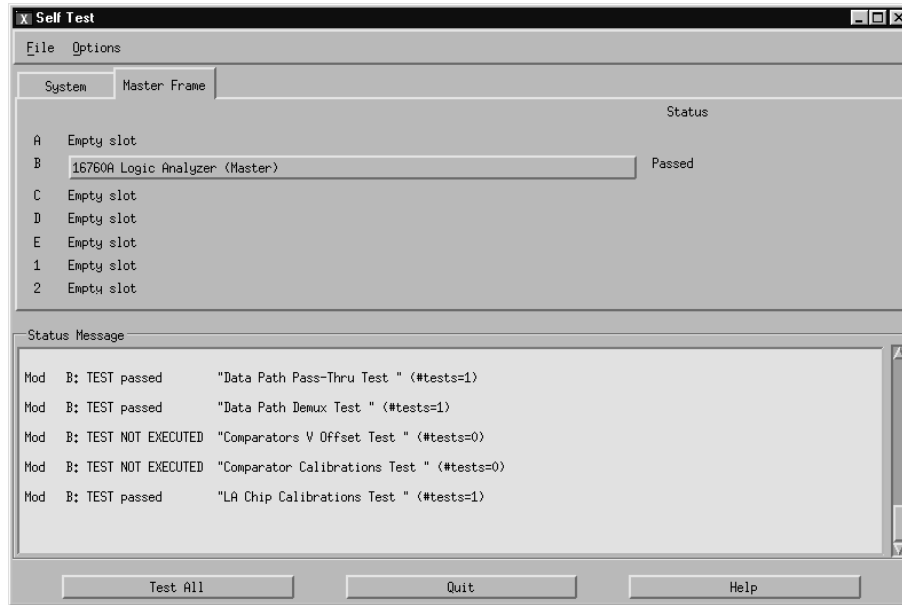 X Self Test
File Options
System Master Frame
Status
A Empty slot
B 16760A Logic Analyzer (Master) Passed
C Empty slot
D Empty slot
E Empty slot
1 Empty slot
2 Empty slot
Status Message
Mod B: TEST passed "Data Path Pass-Thru Test " (#tests=1)
Mod B: TEST passed "Data Path Demux Test " (#tests=1)
Mod B: TEST NOT EXECUTED "Comparators V Offset Test " (#tests=0)
Mod B: TEST NOT EXECUTED "Comparator Calibrations Test " (#tests=0)
Mod B: TEST passed "LA Chip Calibrations Test " (#tests=1)
Test All Quit Help